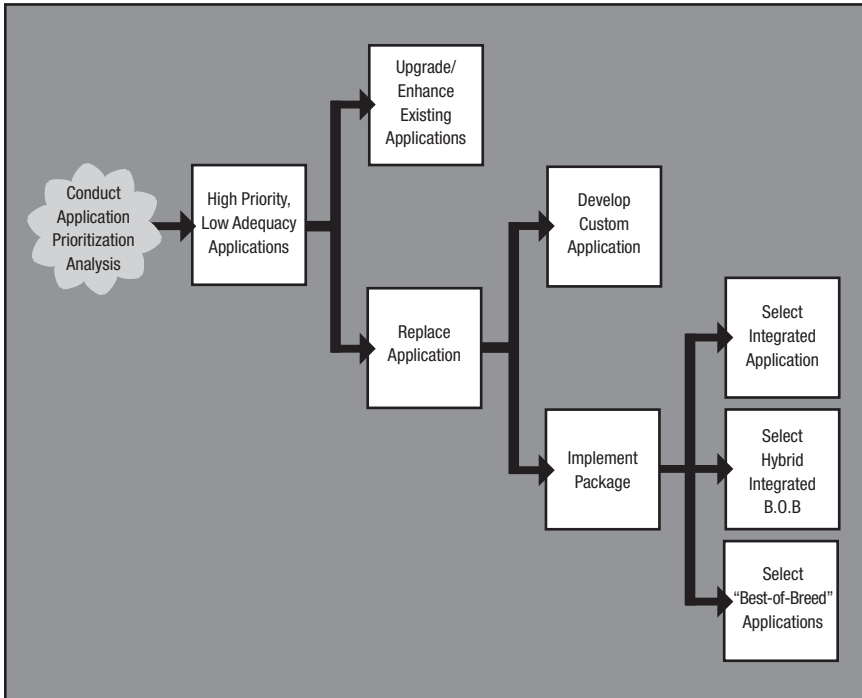 Conduct
Application
Prioritization
Analysis
High Priority,
Low Adequacy
Applications
Upgrade/
Enhance
Existing
Applications
Replace
Application
Develop
Custom
Application
Implement
Package
Select
Integrated
Application
Select
Hybrid
Integrated
B.O.B
Select
“Best-of-Breed”
Applications